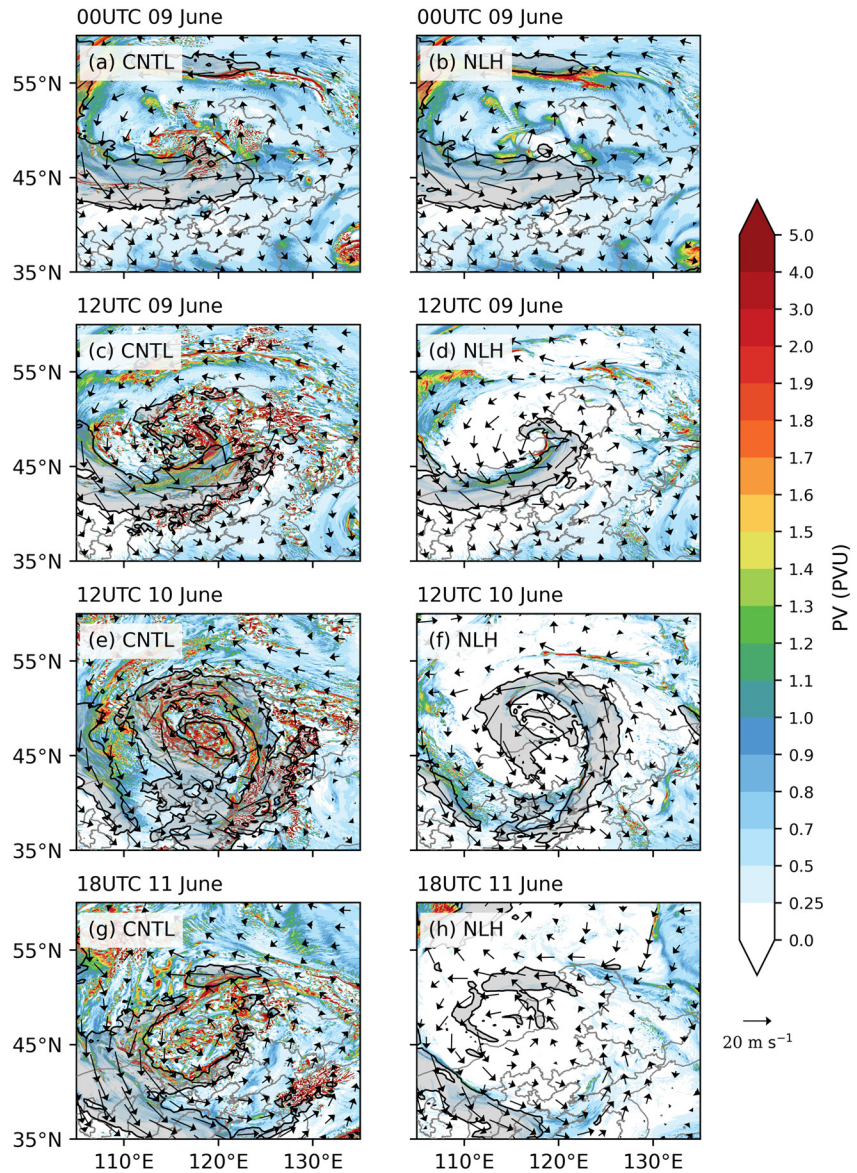 00UTC 09 June
(a) CNTL
(b) NLH
55°N
45°N
35°N
12UTC 09 June
12UTC 09 June
(c) CNTL
(d) NLH
55°N
45°N
35°N
12UTC 10 June
12UTC 10 June
(e) CNTL
(f) NLH
55°N
45°N
35°N
18UTC 11 June
18UTC 11 June
(g) CNTL
(h) NLH
55°N
45°N
35°N
110°E 120°E 130°E
110°E 120°E 130°E
00UTC 09 June
5.0
4.0
3.0
2.0
1.9
1.8
1.7
1.6
1.5
1.4
1.3
1.2
1.1
1.0
0.9
0.8
0.7
0.5
0.25
0.0
PV (PVU)
20 m s⁻¹